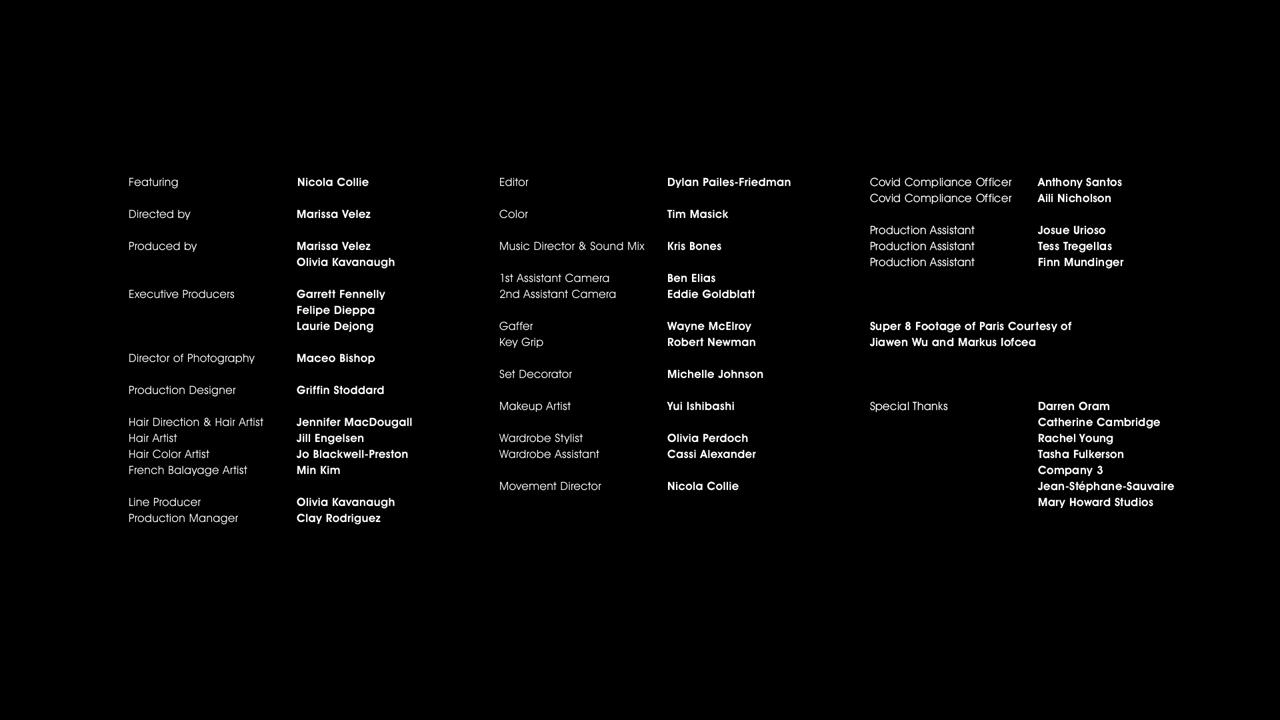 Featuring Nicola Collie
Directed by Marissa Velez
Produced by Marissa Velez
Olivia Kavanaugh
Executive Producers Garrett Fennelly
Felipe Dieppa
Laurie Dejong
Director of Photography Maceo Bishop
Production Designer Griffin Stoddard
Hair Direction & Hair Artist Jennifer MacDougall
Hair Artist Jill Engelsen
Hair Color Artist Jo Blackwell-Preston
French Balayage Artist Min Kim
Line Producer Olivia Kavanaugh
Production Manager Clay Rodriguez
Editor Dylan Pailes-Friedman
Color Tim Masick
Music Director & Sound Mix Kris Bones
1st Assistant Camera Ben Elias
2nd Assistant Camera Eddie Goldblatt
Gaffer Wayne McElroy
Key Grip Robert Newman
Set Decorator Michelle Johnson
Makeup Artist Yui Ishibashi
Wardrobe Stylist Olivia Perdoch
Wardrobe Assistant Cassi Alexander
Movement Director Nicola Collie
Covid Compliance Officer Anthony Santos
Covid Compliance Officer Aili Nicholson
Production Assistant Josue Urioso
Production Assistant Tess Tregellas
Production Assistant Finn Mundinger
Super 8 Footage of Paris Courtesy of
Jiawen Wu and Markus Iofcea
Special Thanks Darren Oram
Catherine Cambridge
Rachel Young
Tasha Fulkerson
Company 3
Jean-Stéphane-Sauvaire
Mary Howard Studios